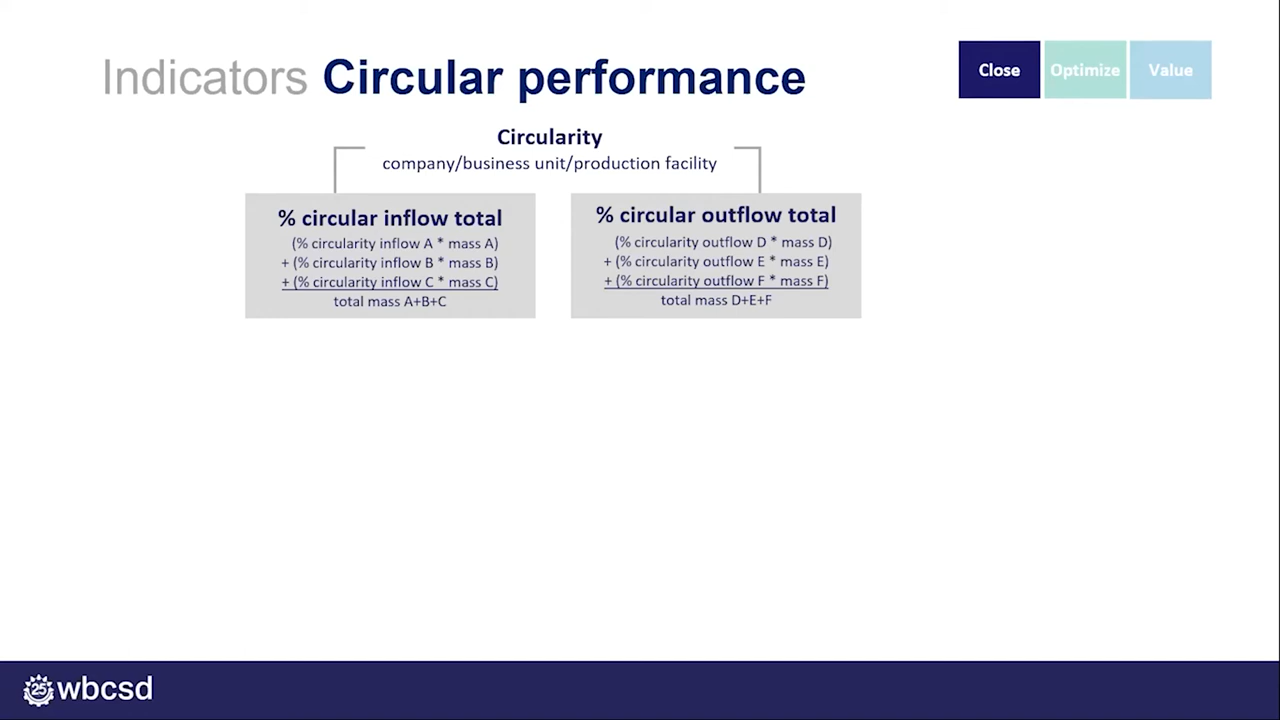 Indicators Circular performance
Close
Optimize
Value
Circularity
company/business unit/production facility
% circular inflow total
(% circularity inflow A * mass A)
+ (% circularity inflow B * mass B)
+ (% circularity inflow C * mass C)
total mass A+B+C
% circular outflow total
(% circularity outflow D * mass D)
+ (% circularity outflow E * mass E)
+ (% circularity outflow F * mass F)
total mass D+E+F
25
wbcsd